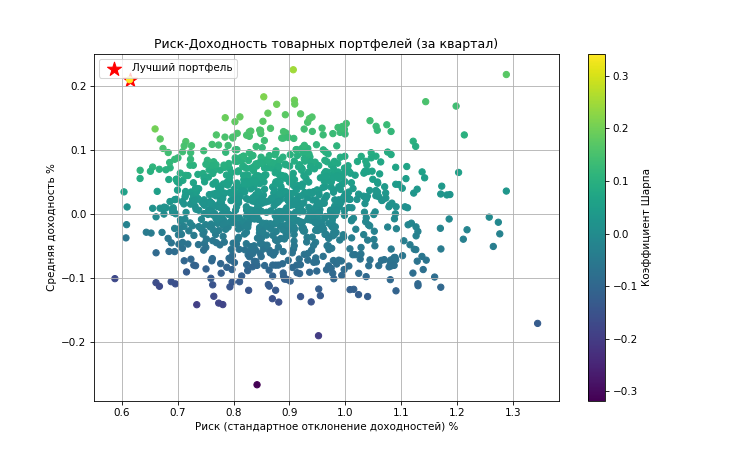 Риск-Доходность товарных портфелей (за квартал)
Лучший портфель
Средняя доходность %
0.2
0.1
0.0
−0.1
−0.2
0.6 0.7 0.8 0.9 1.0 1.1 1.2 1.3
Риск (стандартное отклонение доходностей) %
0.3
0.2
0.1
0.0
−0.1
−0.2
−0.3
Коэффициент Шарпа